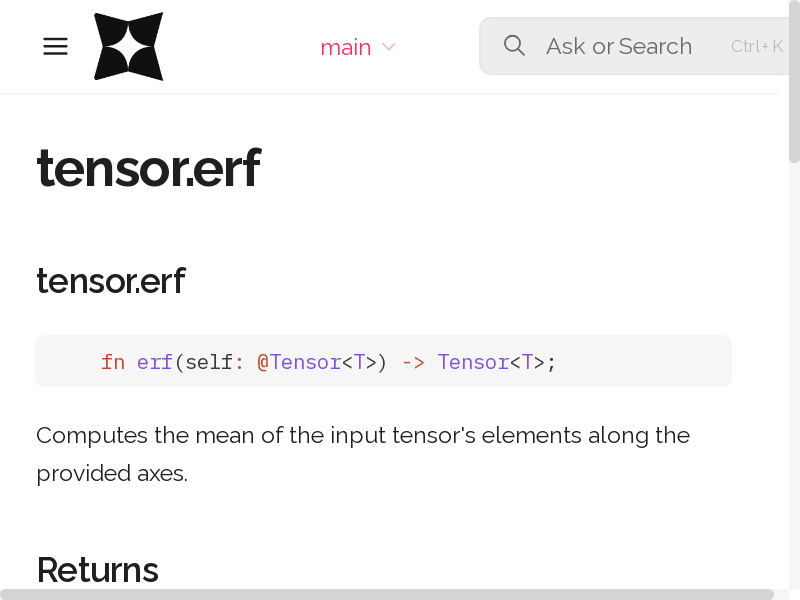 main
Ask or Search
Ctrl+K
tensor.erf
tensor.erf
fn erf(self: @Tensor<T>) -> Tensor<T>;
Computes the mean of the input tensor's elements along the
provided axes.
Returns